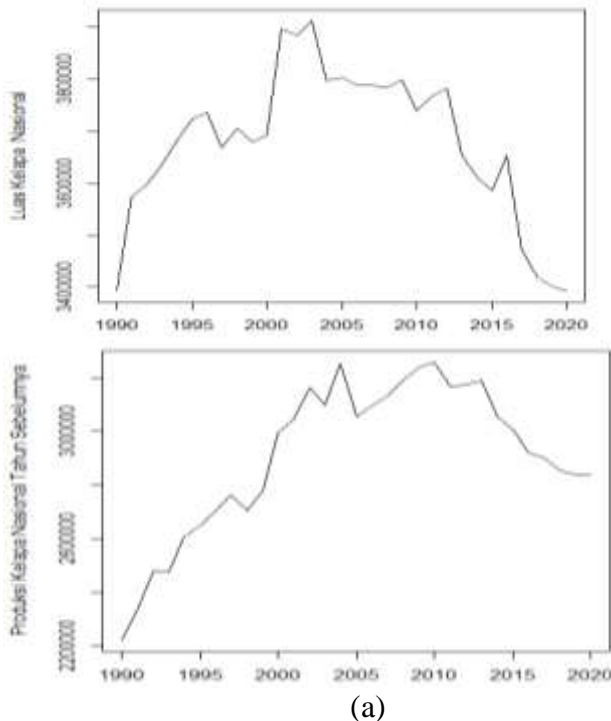 Luas Kelapa Nasional
3800000
3600000
3400000
1990 1995 2000 2005 2010 2015 2020
Produksi Kelapa Nasional Tahun Sebelumnya
3000000
2600000
2200000
1990 1995 2000 2005 2010 2015 2020
(a)